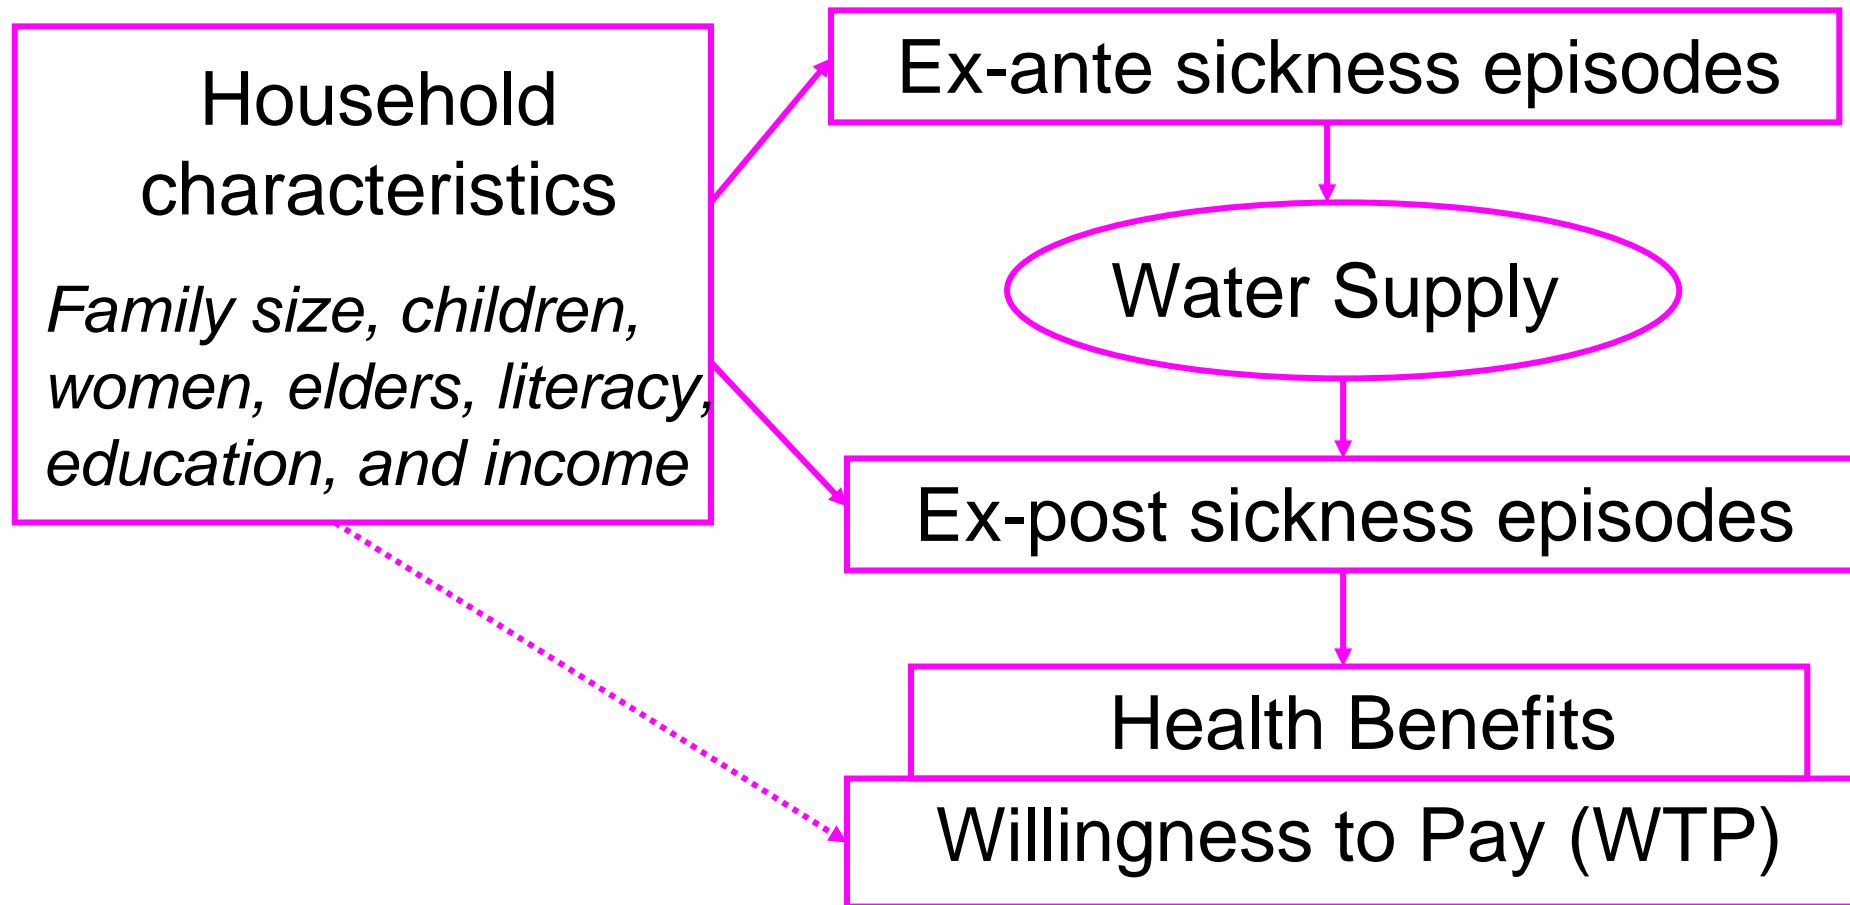 Household
characteristics
Family size, children,
women, elders, literacy,
education, and income
Ex-ante sickness episodes
Water Supply
Ex-post sickness episodes
Health Benefits
Willingness to Pay (WTP)